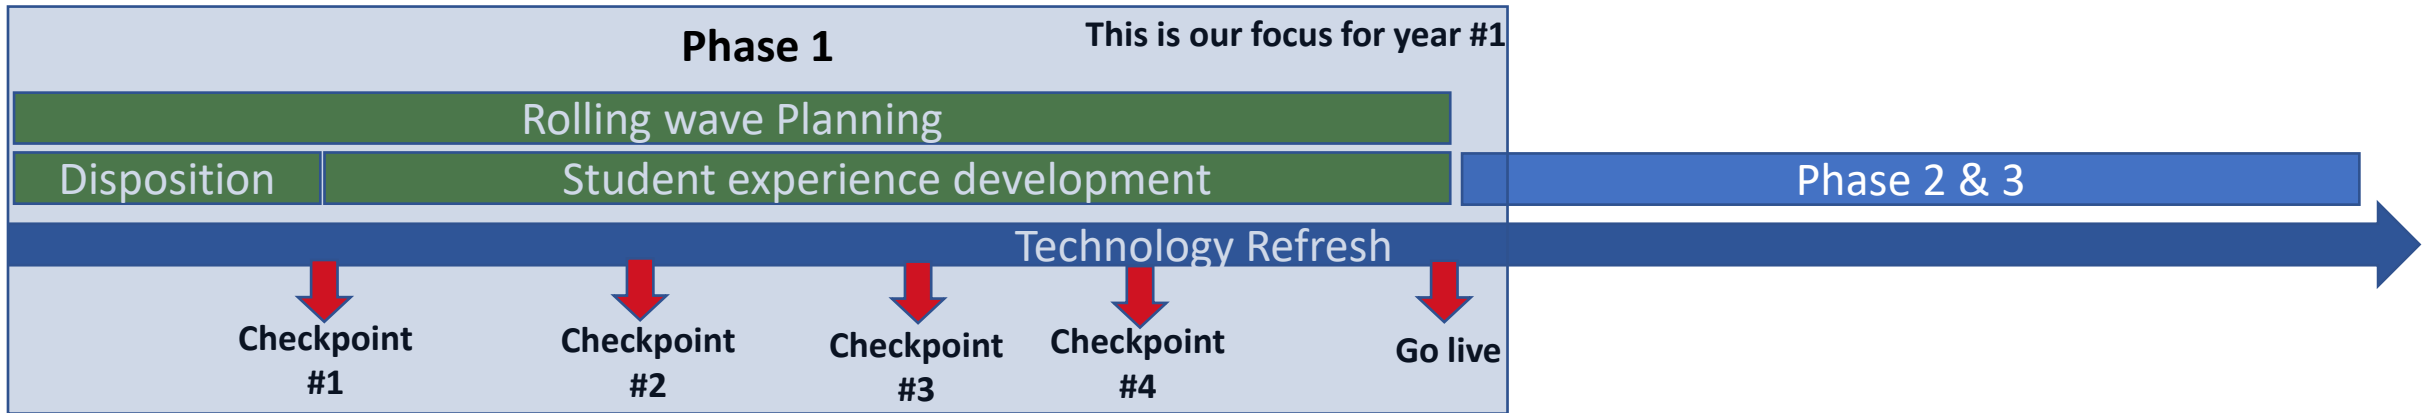 Phase 1
This is our focus for year #1
Rolling wave Planning
Disposition
Student experience development
Phase 2 & 3
Technology Refresh
Checkpoint
#1
Checkpoint
#2
Checkpoint
#3
Checkpoint
#4
Go live